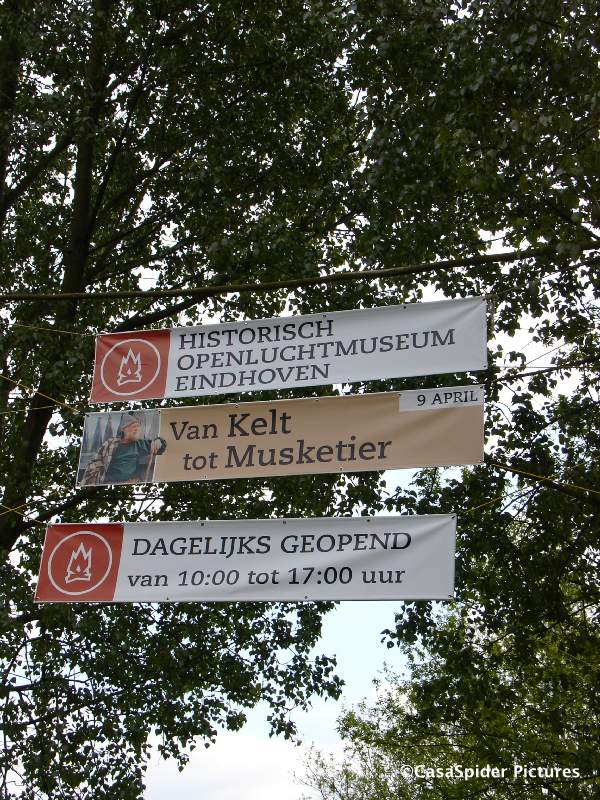 HISTORISCH
OPENLUCHTMUSEUM
EINDHOVEN
9 APRIL
Van Kelt
tot Musketier
DAGELIJKS GEOPEND
van 10:00 tot 17:00 uur
©CasaSpider Pictures